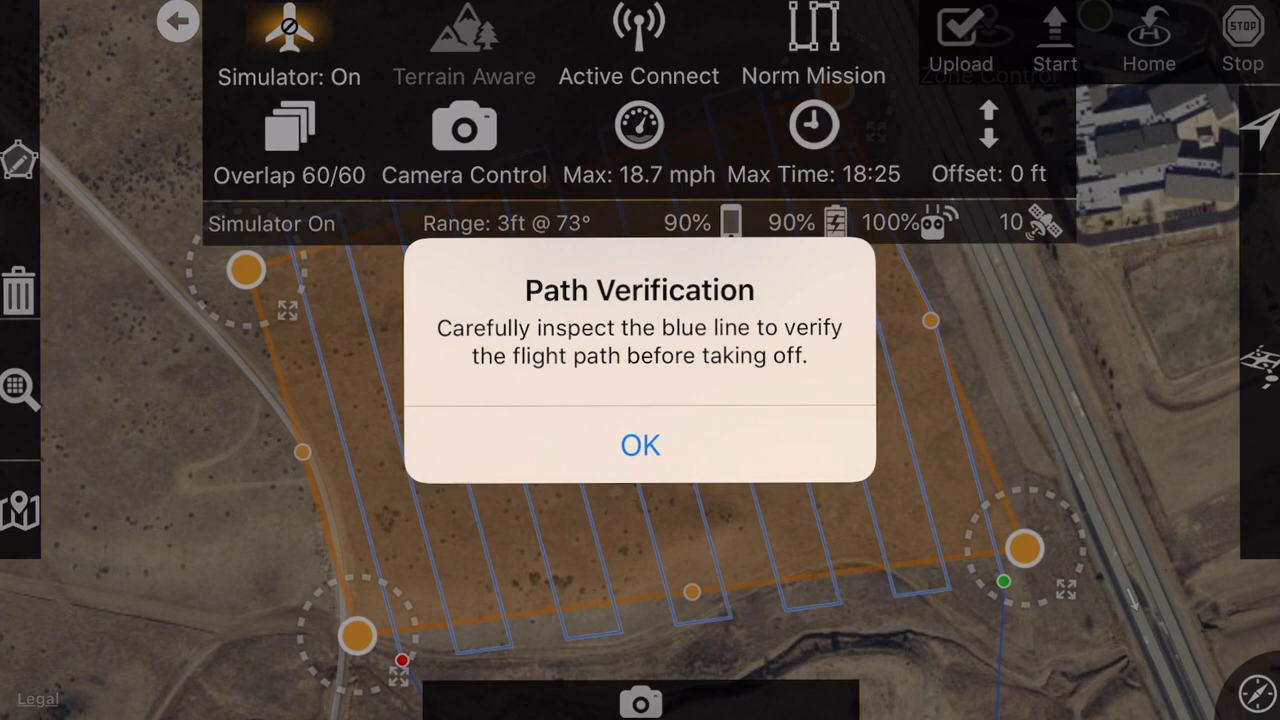 Simulator: On
Terrain Aware
Active Connect
Norm Mission
Upload
Start
Home
STOP
Stop
Zone Control
Overlap 60/60
Camera Control
Max: 18.7 mph
Max Time: 18:25
Offset: 0 ft
Simulator On
Range: 3ft @ 73°
90%
90%
100%
10
Path Verification
Carefully inspect the blue line to verify
the flight path before taking off.
OK
Legal